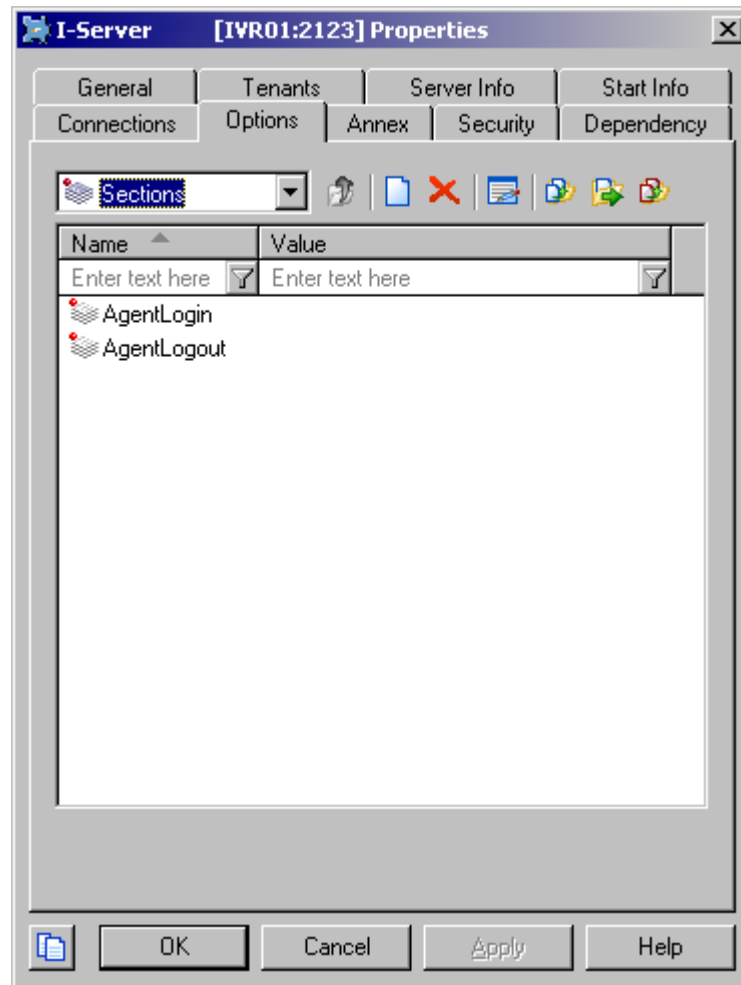 I-Server [IVR01:2123] Properties
General Tenants Server Info Start Info
Connections Options Annex Security Dependency
Sections
Name Value
Enter text here Enter text here
AgentLogin
AgentLogout
OK Cancel Apply Help